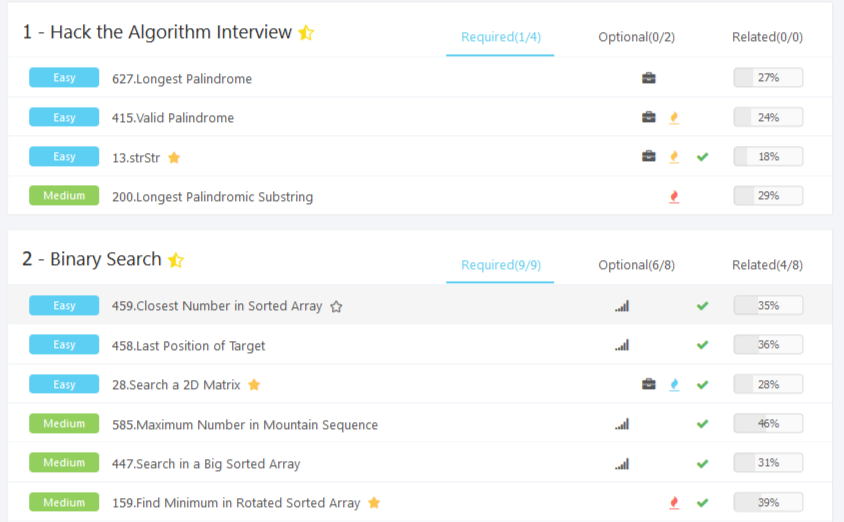 1 - Hack the Algorithm Interview Required(1/4) Optional(0/2) Related(0/0)
Easy 627.Longest Palindrome 27%
Easy 415.Valid Palindrome 24%
Easy 13.strStr 18%
Medium 200.Longest Palindromic Substring 29%
2 - Binary Search Required(9/9) Optional(6/8) Related(4/8)
Easy 459.Closest Number in Sorted Array 35%
Easy 458.Last Position of Target 36%
Easy 28.Search a 2D Matrix 28%
Medium 585.Maximum Number in Mountain Sequence 46%
Medium 447.Search in a Big Sorted Array 31%
Medium 159.Find Minimum in Rotated Sorted Array 39%